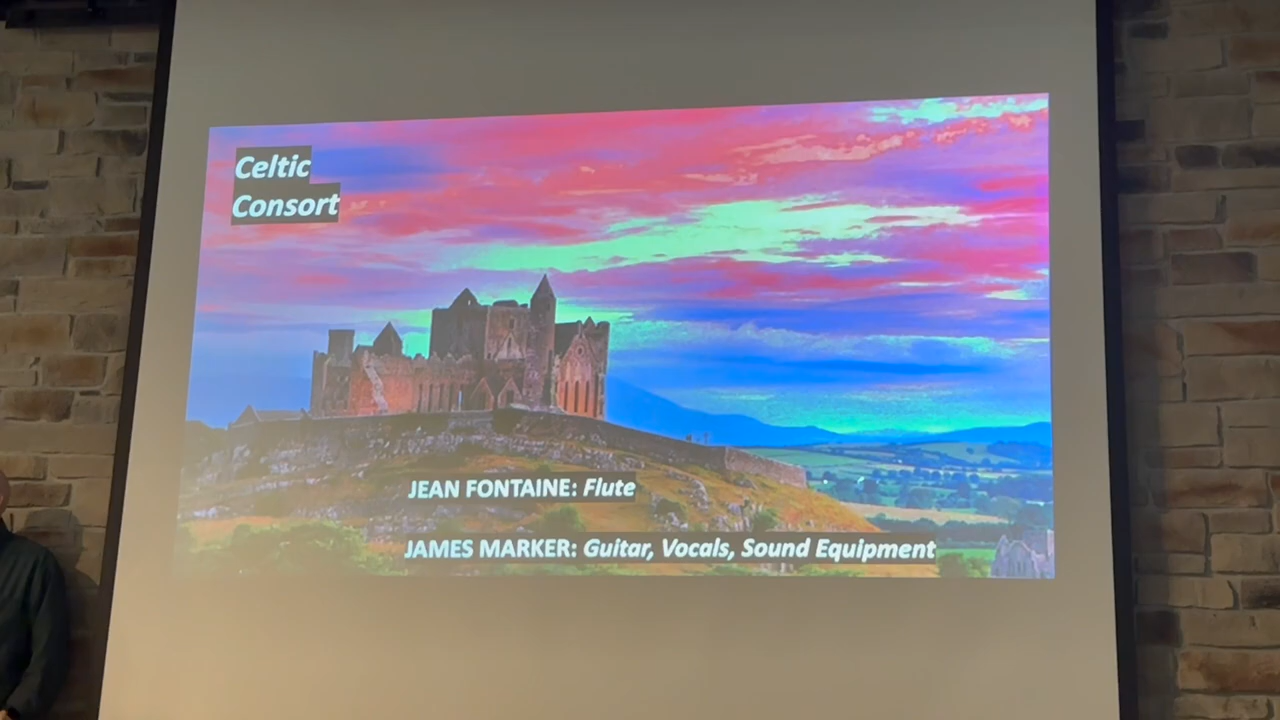 Celtic
Consort
JEAN FONTAINE: Flute
JAMES MARKER: Guitar, Vocals, Sound Equipment